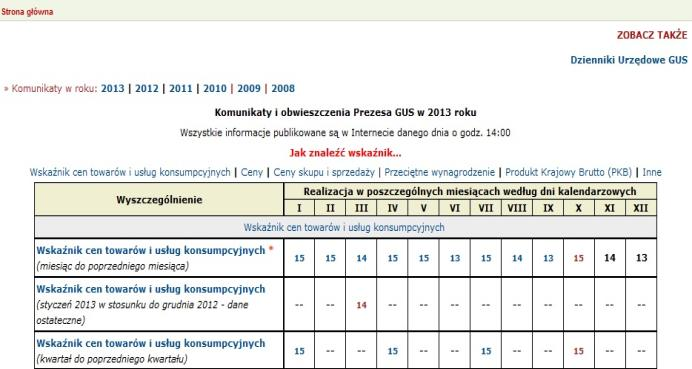 Strona główna
ZOBACZ TAKŻE
Dzienniki Urzędowe GUS
» Komunikaty w roku: 2013 | 2012 | 2011 | 2010 | 2009 | 2008
Komunikaty i obwieszczenia Prezesa GUS w 2013 roku
Wszystkie informacje publikowane są w Internecie danego dnia o godz. 14:00
Jak znaleźć wskaźnik...
Wskaźnik cen towarów i usług konsumpcyjnych | Ceny | Ceny skupu i sprzedaży | Przeciętne wynagrodzenie | Produkt Krajowy Brutto (PKB) | Inne
Wyszczególnienie
Realizacja w poszczególnych miesiącach według dni kalendarzowych
I II III IV V VI VII VIII IX X XI XII
Wskaźnik cen towarów i usług konsumpcyjnych
Wskaźnik cen towarów i usług konsumpcyjnych *
(miesiąc do poprzedniego miesiąca)
15 15 14 15 15 13 15 14 13 15 14 13
Wskaźnik cen towarów i usług konsumpcyjnych
(styczeń 2013 w stosunku do grudnia 2012 - dane
ostateczne)
-- -- 14 -- -- -- -- -- -- -- -- --
Wskaźnik cen towarów i usług konsumpcyjnych
(kwartał do poprzedniego kwartału)
15 -- -- 15 -- -- 15 -- -- 15 -- --